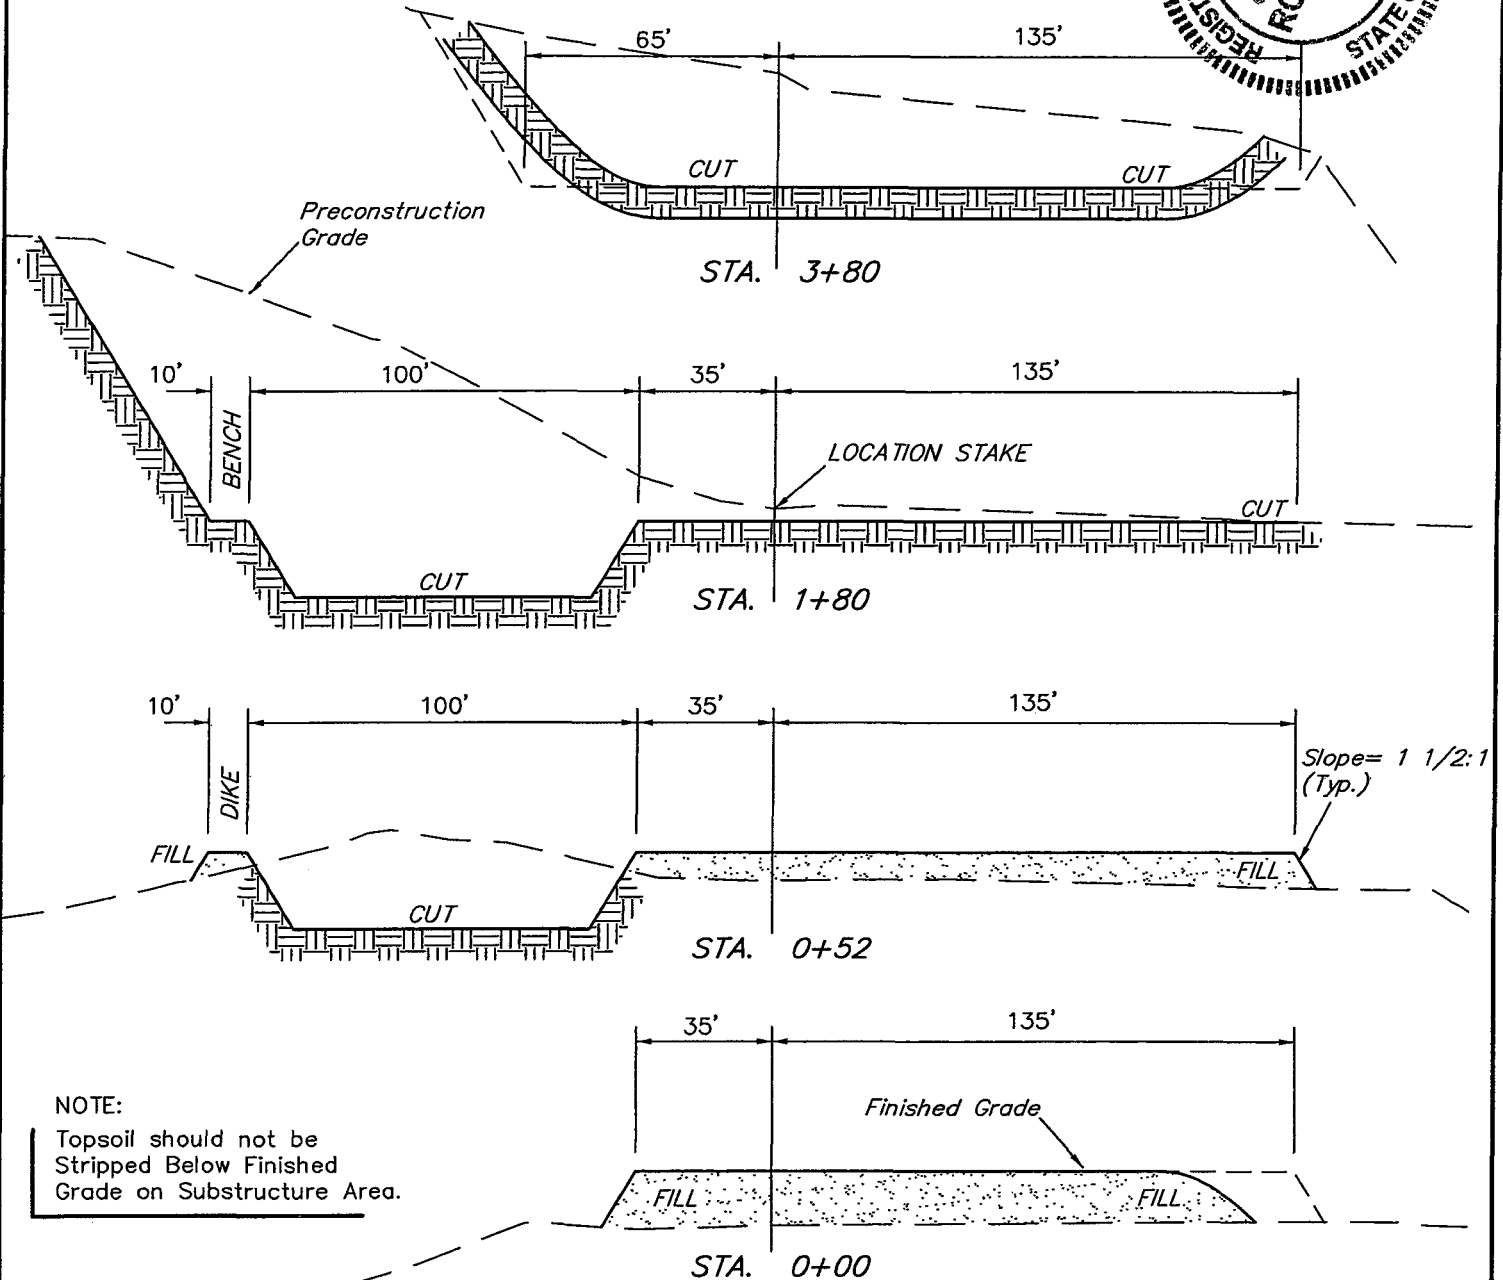 REGIST
RO
STATE
65'
135'
CUT
CUT
STA. 3+80
Preconstruction
Grade
10'
100'
35'
135'
BENCH
LOCATION STAKE
CUT
CUT
STA. 1+80
10'
100'
35'
135'
DIKE
Slope= 1 1/2:1
(Typ.)
FILL
CUT
FILL
STA. 0+52
35'
135'
Finished Grade
NOTE:
Topsoil should not be
Stripped Below Finished
Grade on Substructure Area.
FILL
FILL
STA. 0+00